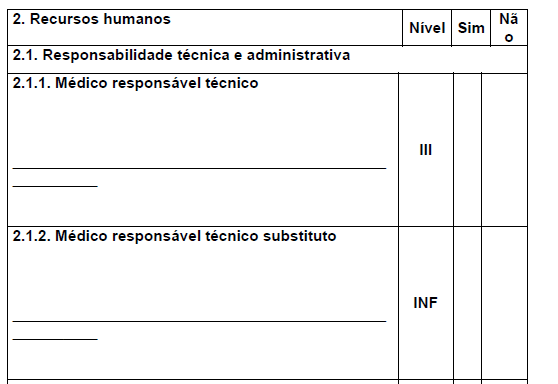 2. Recursos humanos
Nível
Sim
Nã
o
2.1. Responsabilidade técnica e administrativa
2.1.1. Médico responsável técnico
III
2.1.2. Médico responsável técnico substituto
INF